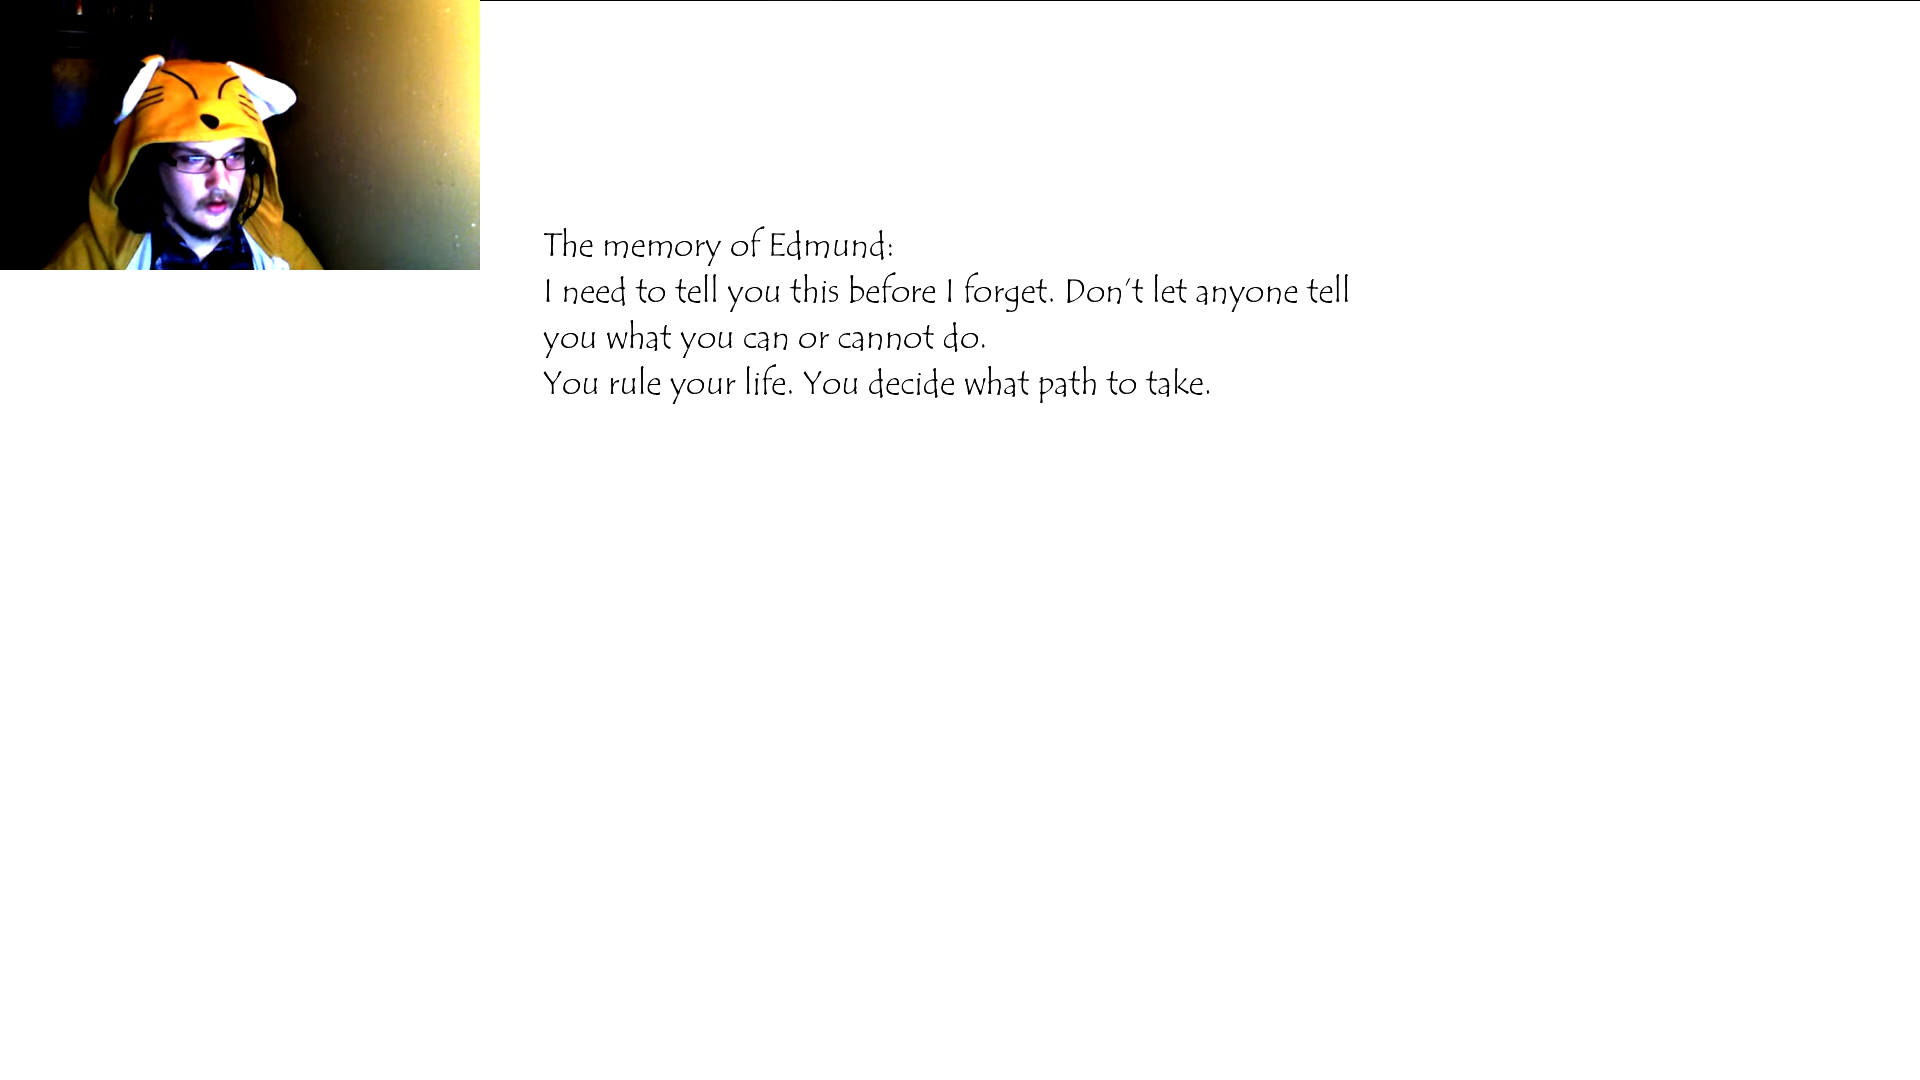 The memory of Edmund:
I need to tell you this before I forget. Don't let anyone tell
you what you can or cannot do.
You rule your life. You decide what path to take.